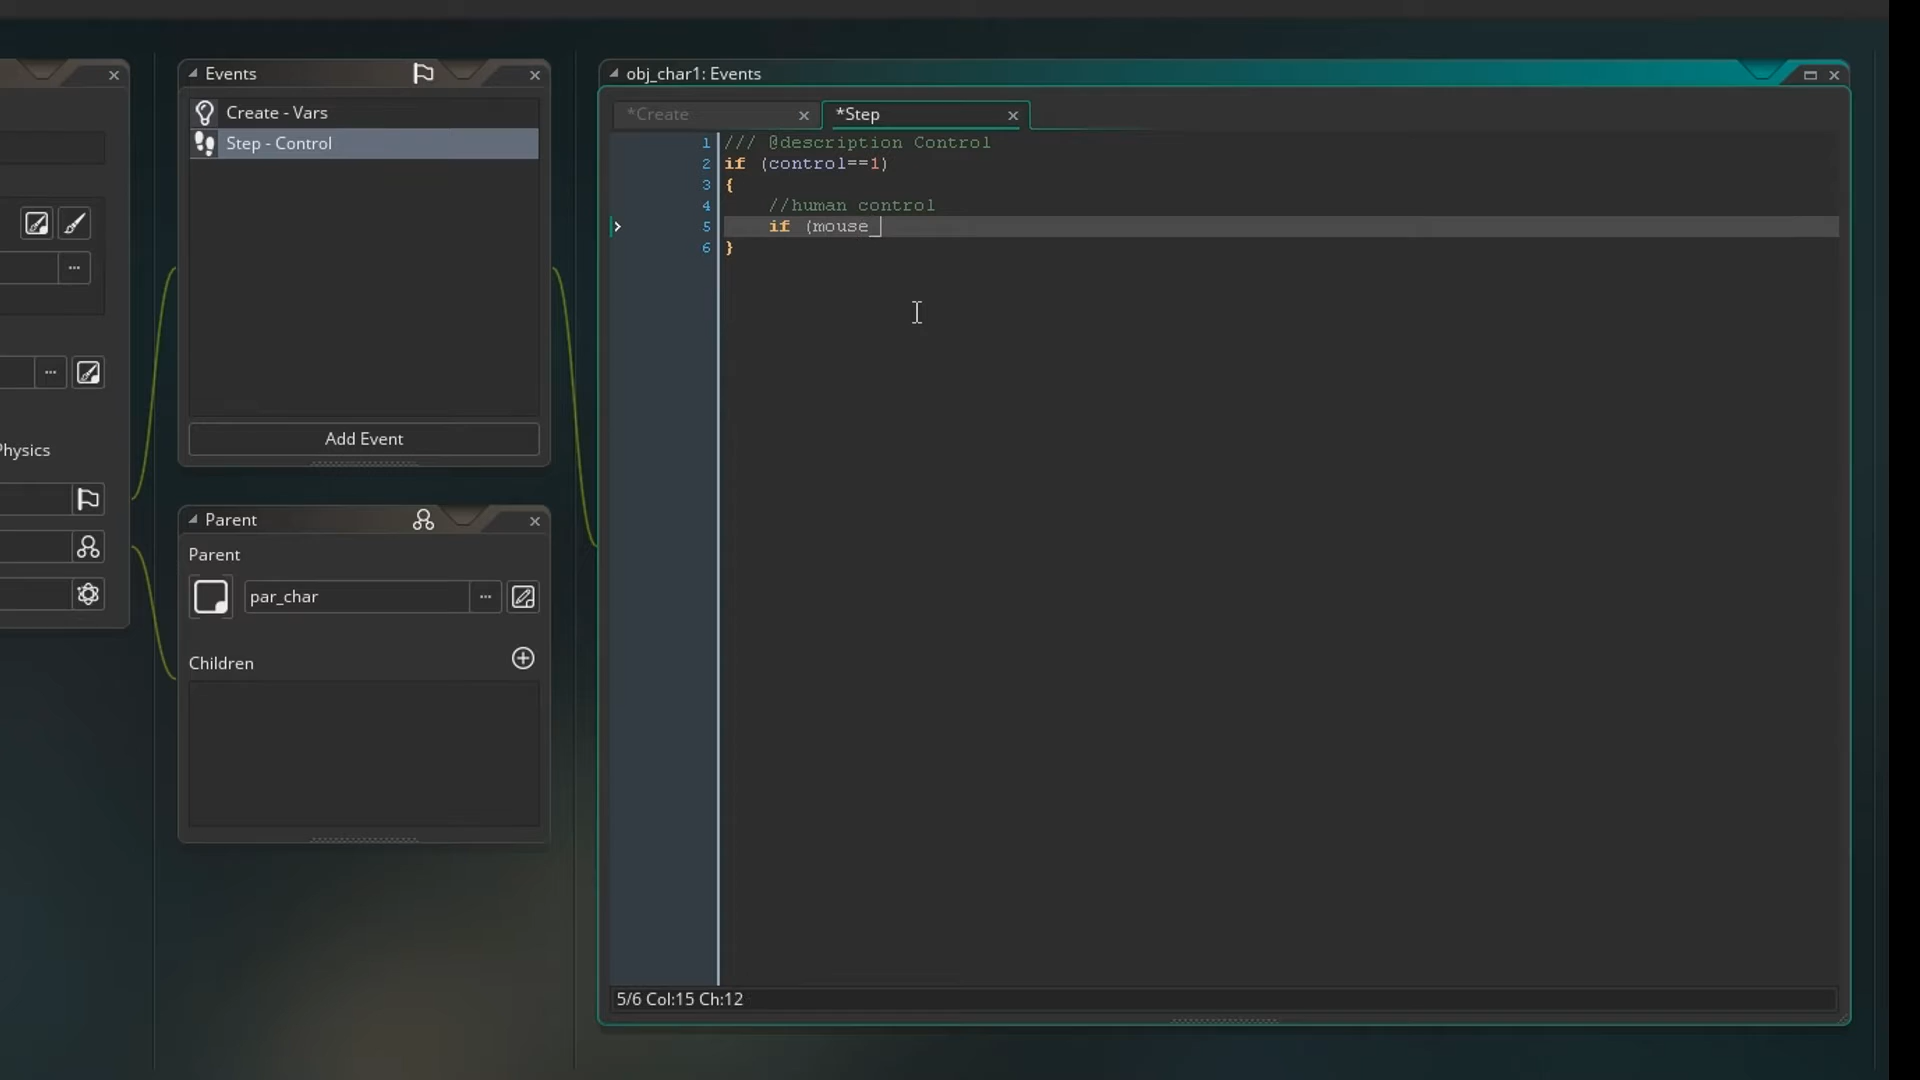 Physics
Events
Create - Vars
Step - Control
Add Event
Parent
Parent
par_char
...
Children
obj_char1: Events
*Create
*Step
1 /// @description Control
2 if (control==1)
3 {
4 //human control
5 if (mouse_
6 }
5/6 Col:15 Ch:12